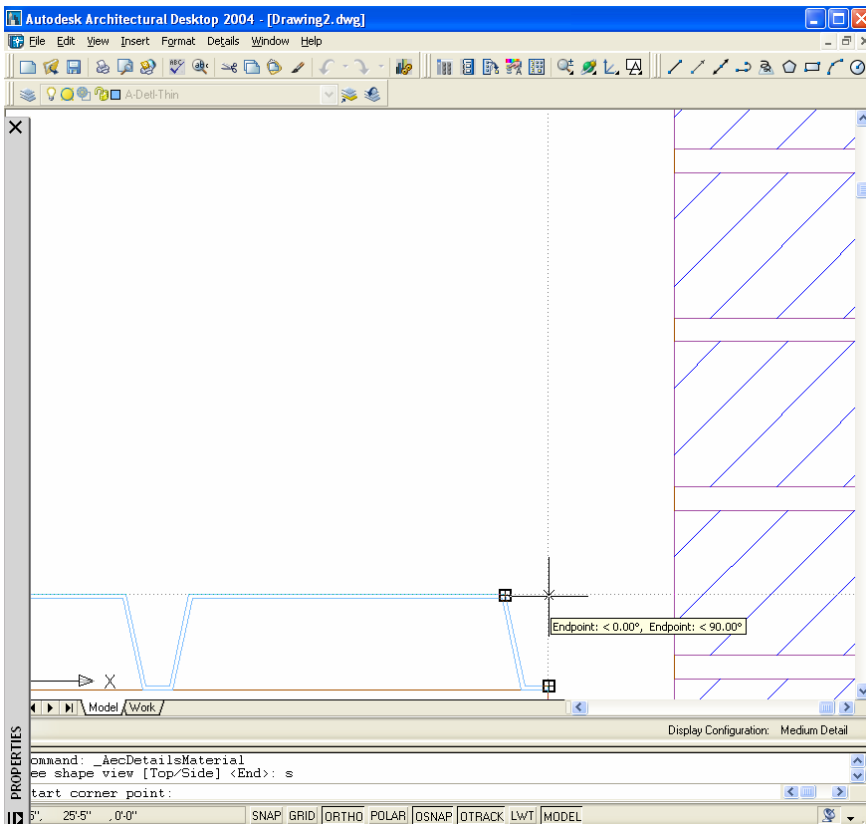 Autodesk Architectural Desktop 2004 - [Drawing2.dwg]
File Edit View Insert Format Details Window Help
ABC
A-Detl-Thin
Endpoint: < 0.00°, Endpoint: < 90.00°
X
Model Work
Display Configuration: Medium Detail
PROPERTIES
ommand: _AecDetailsMaterial
ee shape view [Top/Side] <End>: s
tart corner point:
5", 25'-5" , 0'-0" SNAP GRID ORTHO POLAR OSNAP OTRACK LWT MODEL